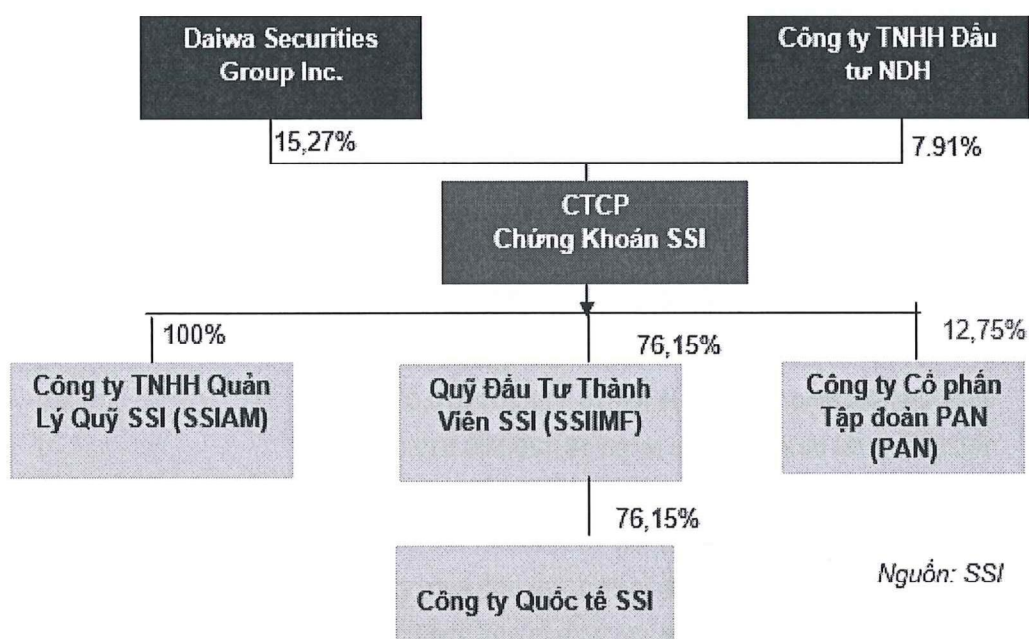 Daiwa Securities
Group Inc.
Công ty TNHH Đầu
tư NDH
15,27%
7.91%
CTCP
Chứng Khoán SSI
100%
76,15%
12,75%
Công ty TNHH Quản
Lý Quỹ SSI (SSIAM)
Quỹ Đầu Tư Thành
Viên SSI (SSIIMF)
Công ty Cổ phần
Tập đoàn PAN
(PAN)
76,15%
Công ty Quốc tế SSI
Nguồn: SSI